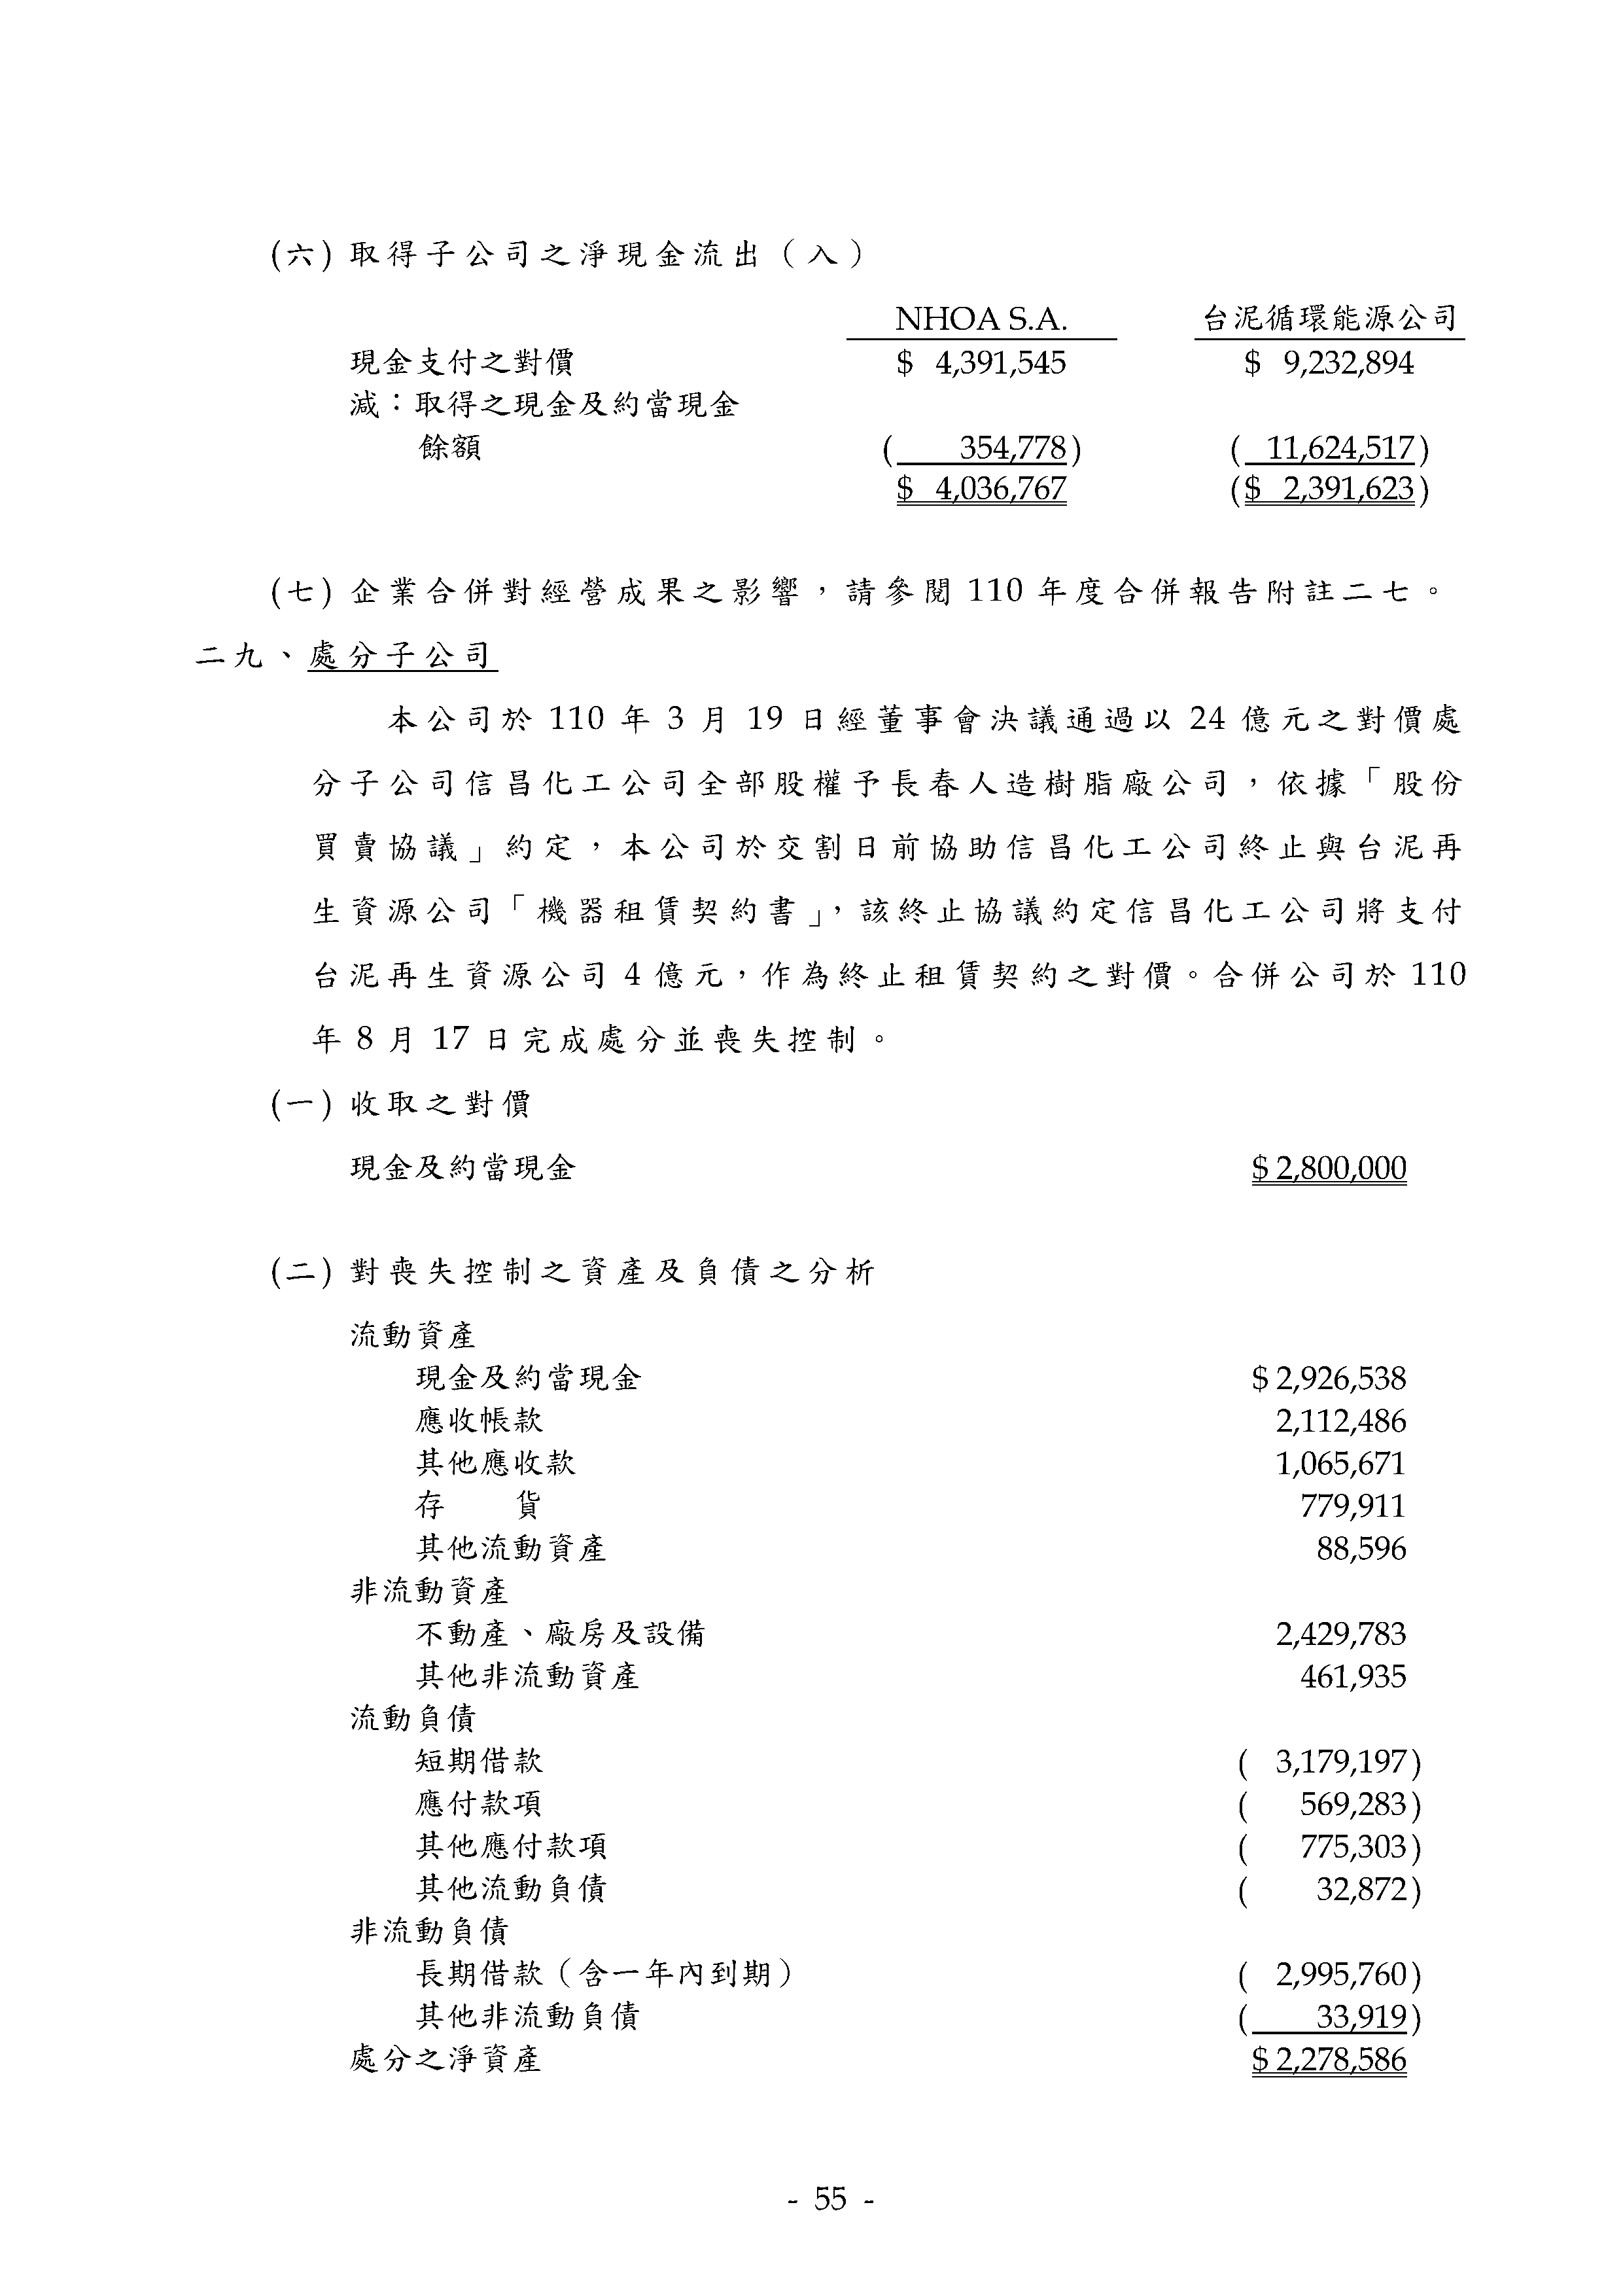 (六) 取得子公司之淨現金流出（入）
NHOA S.A. 台泥循環能源公司
現金支付之對價 $ 4,391,545 $ 9,232,894
減：取得之現金及約當現金
餘額 ( 354,778) ( 11,624,517)
$ 4,036,767 ($ 2,391,623)
(七) 企業合併對經營成果之影響，請參閱 110 年度合併報告附註二七。
二九、處分子公司
本公司於 110 年 3 月 19 日經董事會決議通過以 24 億元之對價處
分子公司信昌化工公司全部股權予長春人造樹脂廠公司，依據「股份
買賣協議」約定，本公司於交割日前協助信昌化工公司終止與台泥再
生資源公司「機器租賃契約書」，該終止協議約定信昌化工公司將支付
台泥再生資源公司 4 億元，作為終止租賃契約之對價。合併公司於 110
年 8 月 17 日完成處分並喪失控制。
(一) 收取之對價
現金及約當現金 $ 2,800,000
(二) 對喪失控制之資產及負債之分析
流動資產
現金及約當現金 $ 2,926,538
應收帳款 2,112,486
其他應收款 1,065,671
存　　貨 779,911
其他流動資產 88,596
非流動資產
不動產、廠房及設備 2,429,783
其他非流動資產 461,935
流動負債
短期借款 ( 3,179,197)
應付款項 ( 569,283)
其他應付款項 ( 775,303)
其他流動負債 ( 32,872)
非流動負債
長期借款（含一年內到期） ( 2,995,760)
其他非流動負債 ( 33,919)
處分之淨資產 $ 2,278,586
- 55 -